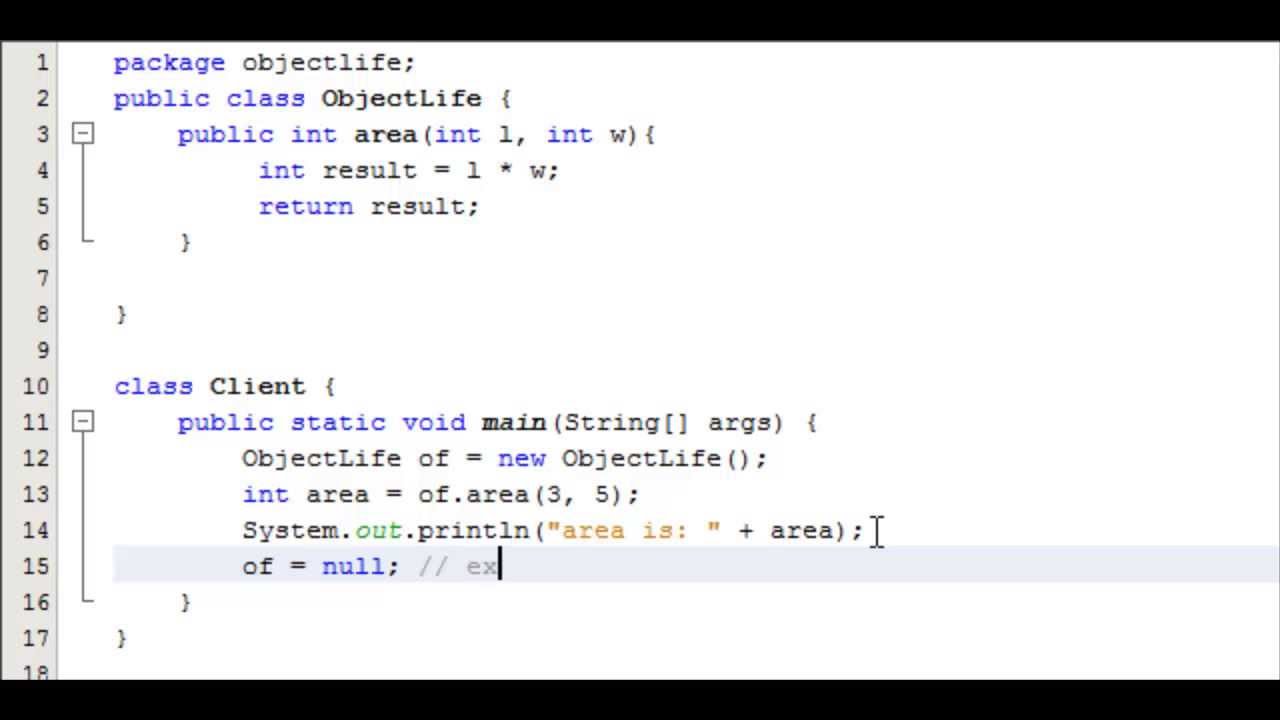 1 package objectlife;
2 public class ObjectLife {
3 public int area(int l, int w){
4 int result = l * w;
5 return result;
6 }
7
8 }
9
10 class Client {
11 public static void main(String[] args) {
12 ObjectLife of = new ObjectLife();
13 int area = of.area(3, 5);
14 System.out.println("area is: " + area);
15 of = null; // ex
16 }
17 }
18